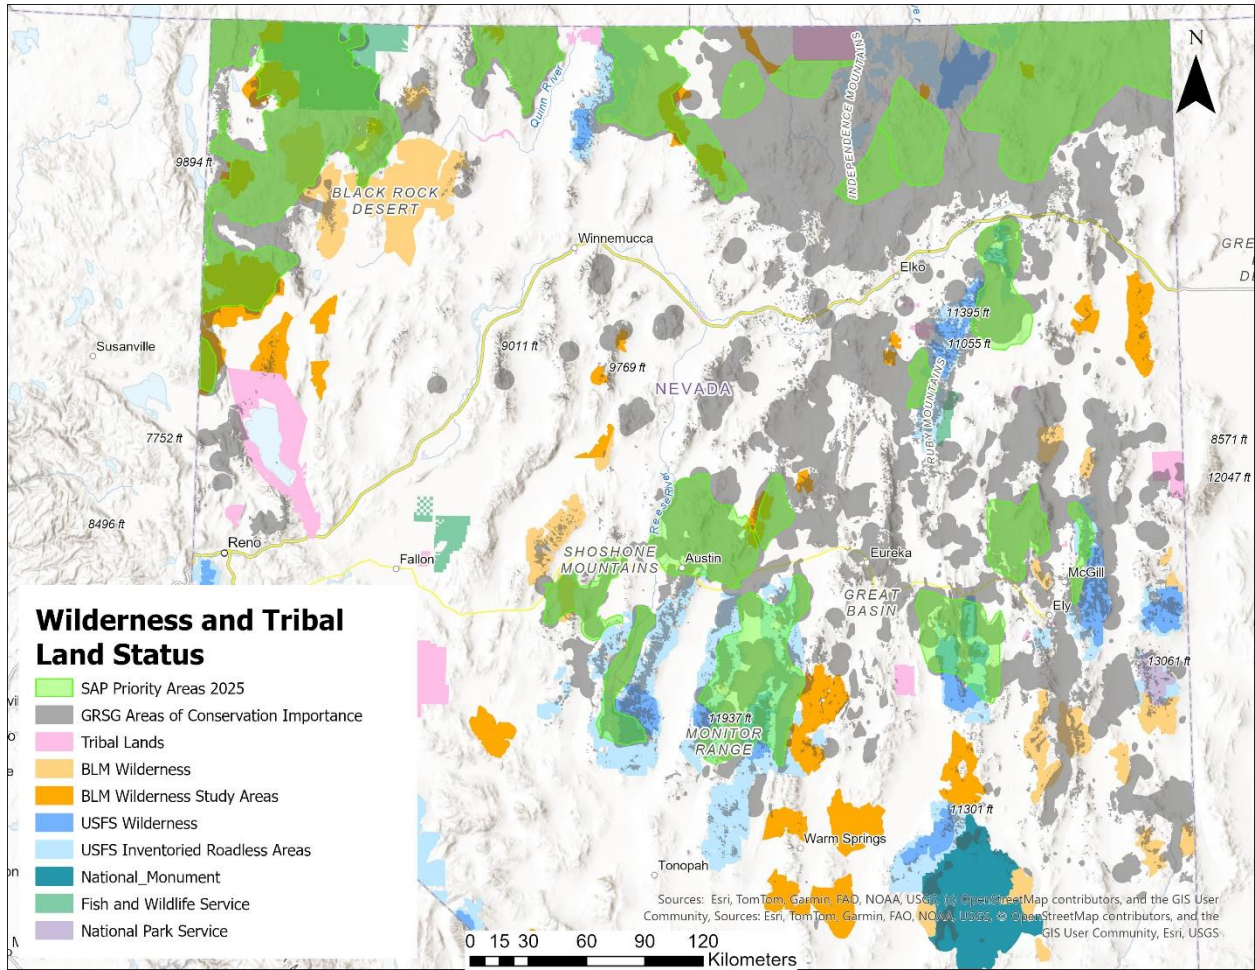 N
INDEPENDENCE MOUNTAINS
Quinn River
9894 ft
BLACK ROCK
DESERT
Winnemucca
Elko
GRE
Susanville
9011 ft
9769 ft
NEVADA
11395 ft
11055 ft
RUBY MOUNTAINS
7752 ft
8571 ft
12047 ft
8496 ft
Reese River
Reno
Fallon
SHOSHONE
MOUNTAINS
Austin
Eureka
GREAT
BASIN
McGill
Ely
13061 ft
11937 ft
MONITOR
RANGE
11301 ft
Warm Springs
Tonopah
Wilderness and Tribal
Land Status
SAP Priority Areas 2025
GRSG Areas of Conservation Importance
Tribal Lands
BLM Wilderness
BLM Wilderness Study Areas
USFS Wilderness
USFS Inventoried Roadless Areas
National_Monument
Fish and Wildlife Service
National Park Service
Sources: Esri, TomTom, Garmin, FAO, NOAA, USGS, (c) OpenStreetMap contributors, and the GIS User
Community, Sources: Esri, TomTom, Garmin, FAO, NOAA, USGS, © OpenStreetMap contributors, and the
GIS User Community, Esri, USGS
0 15 30 60 90 120
Kilometers